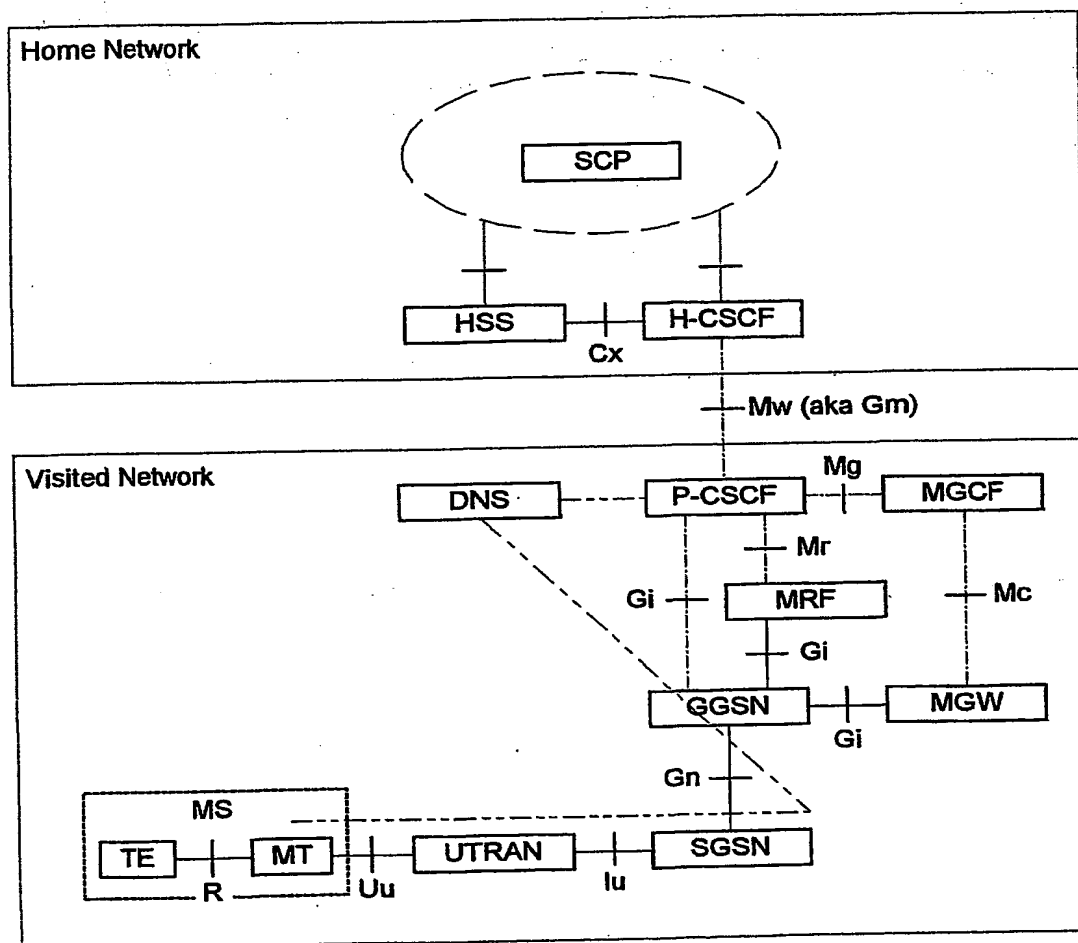 Home Network
SCP
HSS
H-CSCF
Cx
Mw (aka Gm)
Visited Network
DNS
P-CSCF
Mg
MGCF
Mr
Gi
MRF
Mc
Gi
GGSN
MGW
Gi
Gn
MS
TE
MT
UTRAN
SGSN
R
Uu
Iu